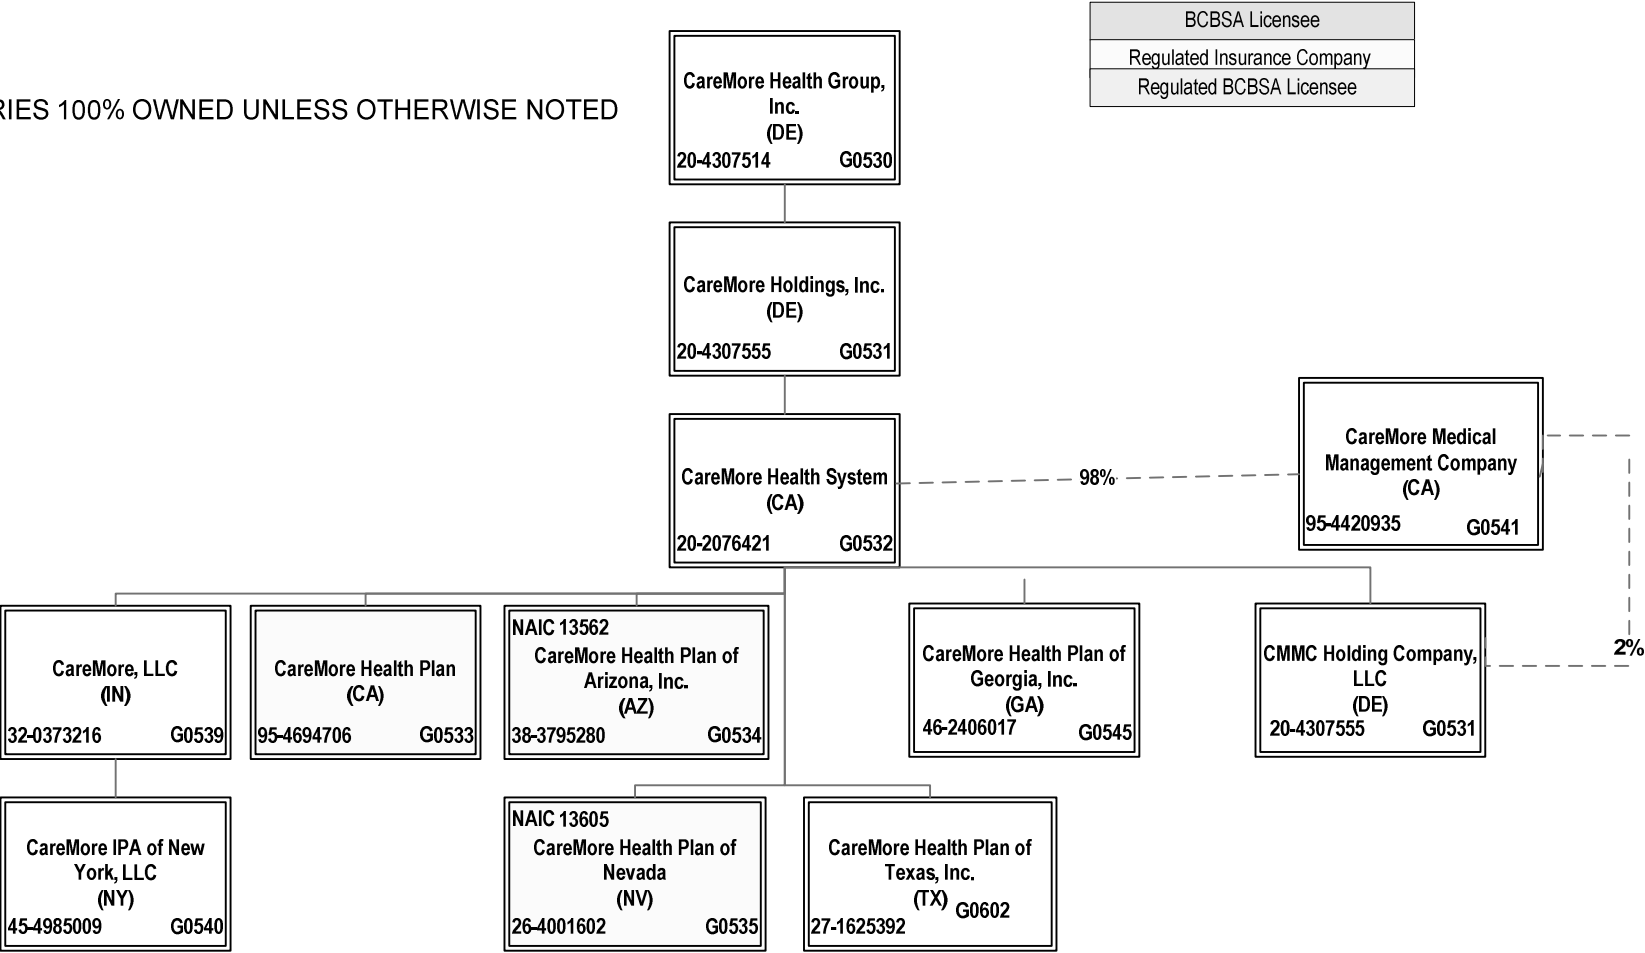 BCBSA Licensee
Regulated Insurance Company
Regulated BCBSA Licensee
RIES 100% OWNED UNLESS OTHERWISE NOTED
CareMore Health Group,
Inc.
(DE)
20-4307514 G0530
CareMore Holdings, Inc.
(DE)
20-4307555 G0531
CareMore Health System
(CA)
20-2076421 G0532
98%
CareMore Medical
Management Company
(CA)
95-4420935 G0541
2%
CareMore, LLC
(IN)
32-0373216 G0539
CareMore Health Plan
(CA)
95-4694706 G0533
NAIC 13562
CareMore Health Plan of
Arizona, Inc.
(AZ)
38-3795280 G0534
CareMore Health Plan of
Georgia, Inc.
(GA)
46-2406017 G0545
CMMC Holding Company,
LLC
(DE)
20-4307555 G0531
CareMore IPA of New
York, LLC
(NY)
45-4985009 G0540
NAIC 13605
CareMore Health Plan of
Nevada
(NV)
26-4001602 G0535
CareMore Health Plan of
Texas, Inc.
(TX) G0602
27-1625392